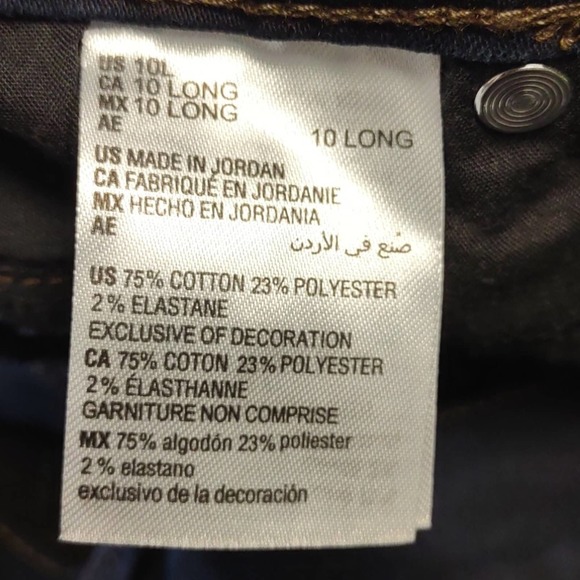 US 10L
CA 10 LONG
MX 10 LONG
AE
10 LONG
US MADE IN JORDAN
CA FABRIQUÉ EN JORDANIE
MX HECHO EN JORDANIA
AE
صُنع في الأردن
US 75% COTTON 23% POLYESTER
2% ELASTANE
EXCLUSIVE OF DECORATION
CA 75% COTON 23% POLYESTER
2% ÉLASTHANNE
GARNITURE NON COMPRISE
MX 75% algodón 23% poliester
2% elastano
exclusivo de la decoración